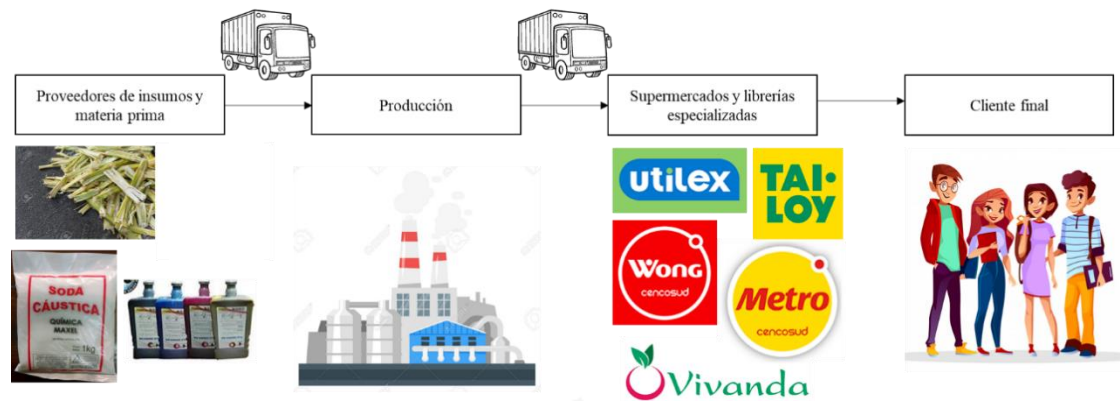 Proveedores de insumos y
materia prima
Producción
Supermercados y librerías
especializadas
Cliente final
SODA
CÁUSTICA
QUÍMICA
MAXEL
1kg
utilex
TAI·
LOY
Wong
cencosud
Metro
cencosud
Vivanda